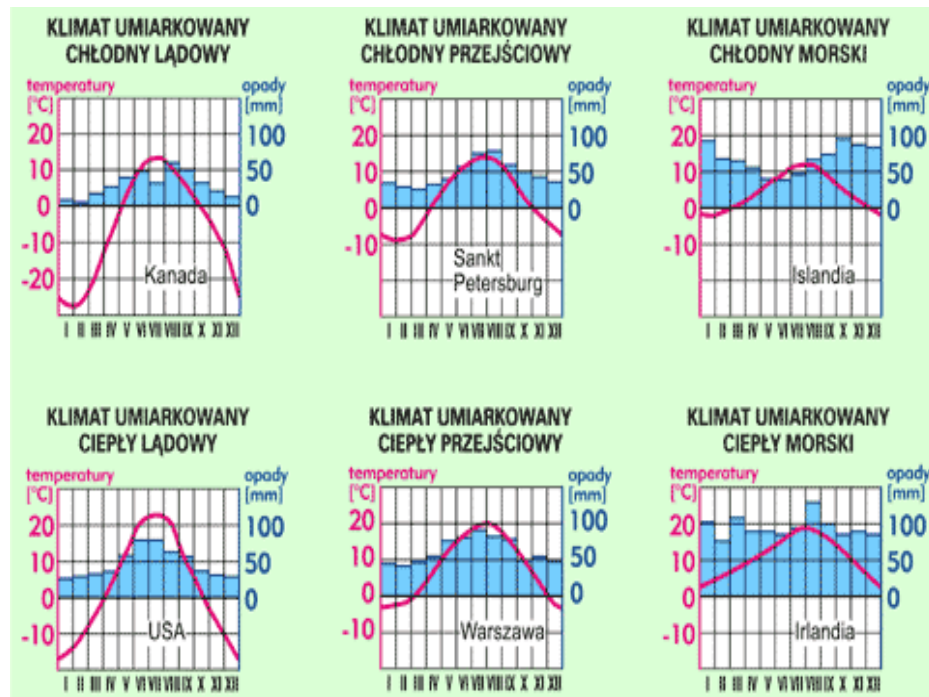 KLIMAT UMIARKOWANY
CHŁODNY LĄDOWY
temperatury
[°C]
opady
[mm]
20
10
0
-10
-20
100
50
0
Kanada
I II III IV V VI VII VIII IX X XI XII
KLIMAT UMIARKOWANY
CHŁODNY PRZEJŚCIOWY
temperatury
[°C]
opady
[mm]
20
10
0
-10
100
50
0
Sankt
Petersburg
I II III IV V VI VII VIII IX X XI XII
KLIMAT UMIARKOWANY
CHŁODNY MORSKI
temperatury
[°C]
opady
[mm]
20
10
0
-10
100
50
0
Islandia
I II III IV V VI VII VIII IX X XI XII
KLIMAT UMIARKOWANY
CIEPŁY LĄDOWY
temperatury
[°C]
opady
[mm]
20
10
0
-10
100
50
0
USA
I II III IV V VI VII VIII IX X XI XII
KLIMAT UMIARKOWANY
CIEPŁY PRZEJŚCIOWY
temperatury
[°C]
opady
[mm]
20
10
0
-10
100
50
0
Warszawa
I II III IV V VI VII VIII IX X XI XII
KLIMAT UMIARKOWANY
CIEPŁY MORSKI
temperatury
[°C]
opady
[mm]
20
10
0
-10
100
50
0
Irlandia
I II III IV V VI VII VIII IX X XI XII